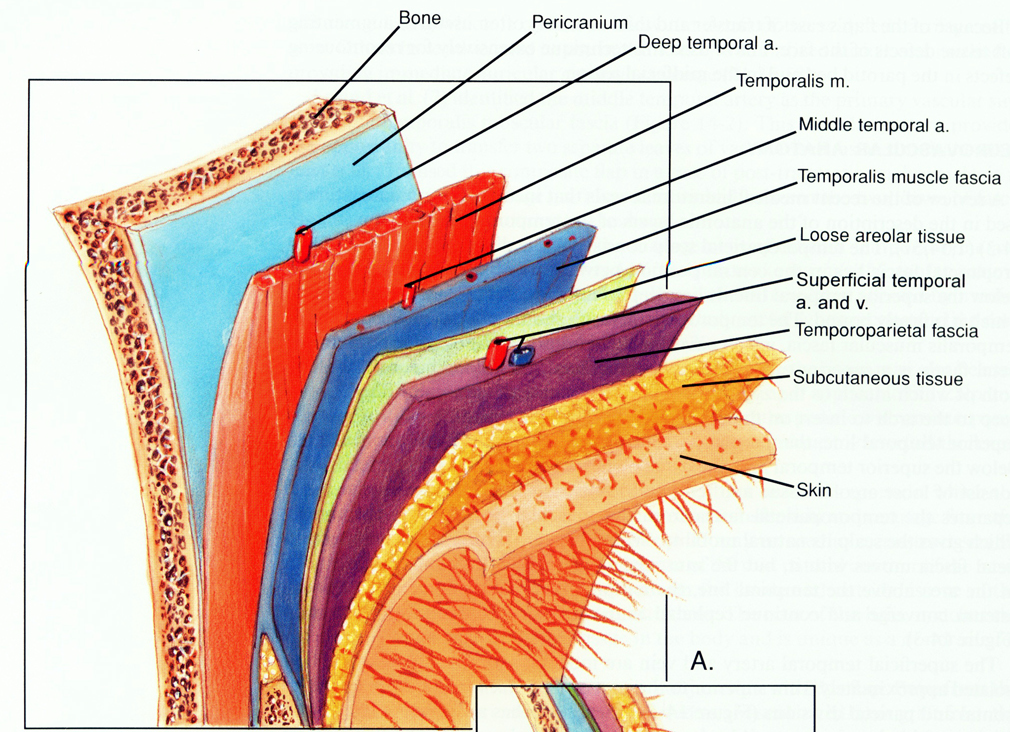 Bone
Pericranium
Deep temporal a.
Temporalis m.
Middle temporal a.
Temporalis muscle fascia
Loose areolar tissue
Superficial temporal
a. and v.
Temporoparietal fascia
Subcutaneous tissue
Skin
A.